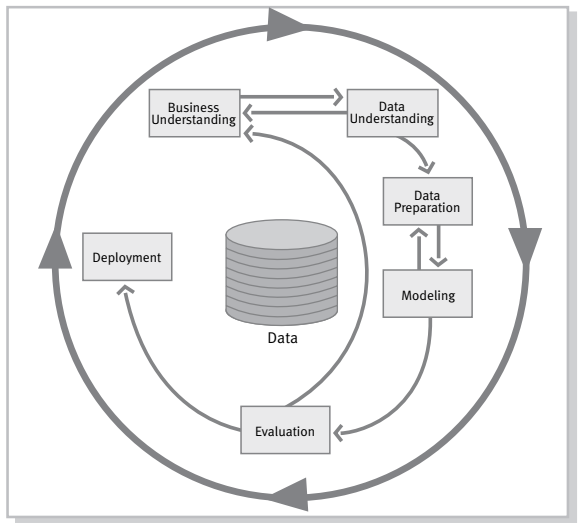 Business
Understanding
Data
Understanding
Data
Preparation
Deployment
Modeling
Data
Evaluation